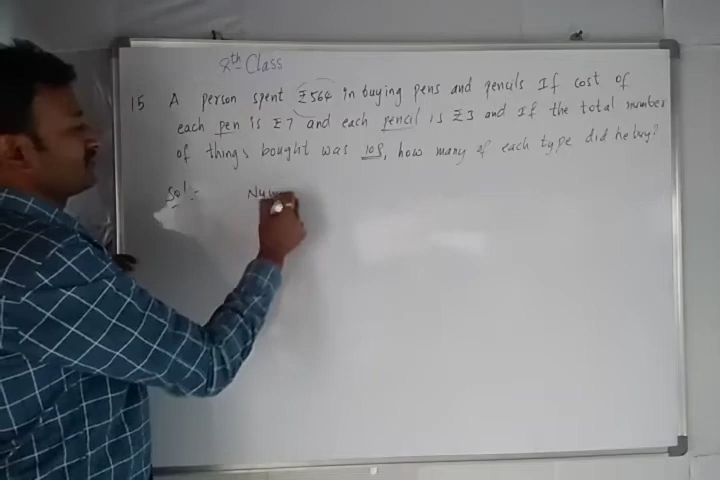 8th Class
15 A person spent ₹564 in buying pens and pencils If cost of
each pen is ₹7 and each pencil is ₹3 and If the total number
of things bought was 108, how many of each type did he buy?
Sol:- Num